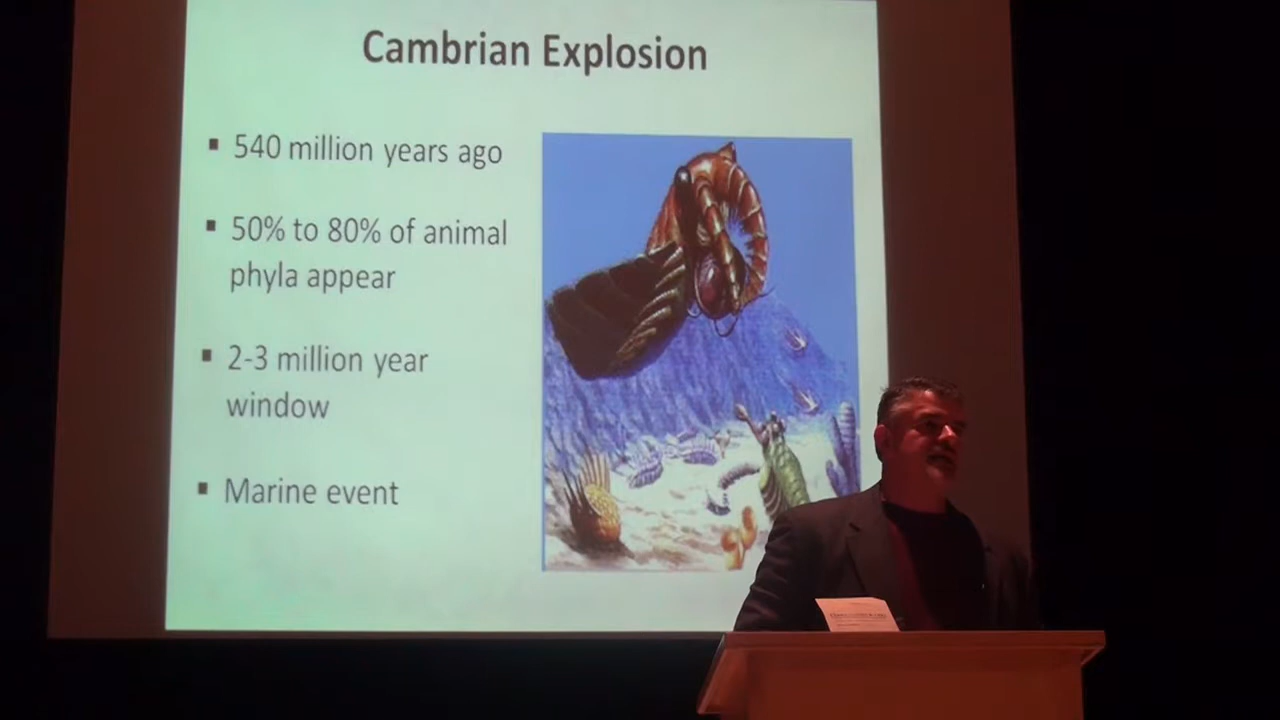 Cambrian Explosion
▪ 540 million years ago
▪ 50% to 80% of animal
phyla appear
▪ 2-3 million year
window
▪ Marine event